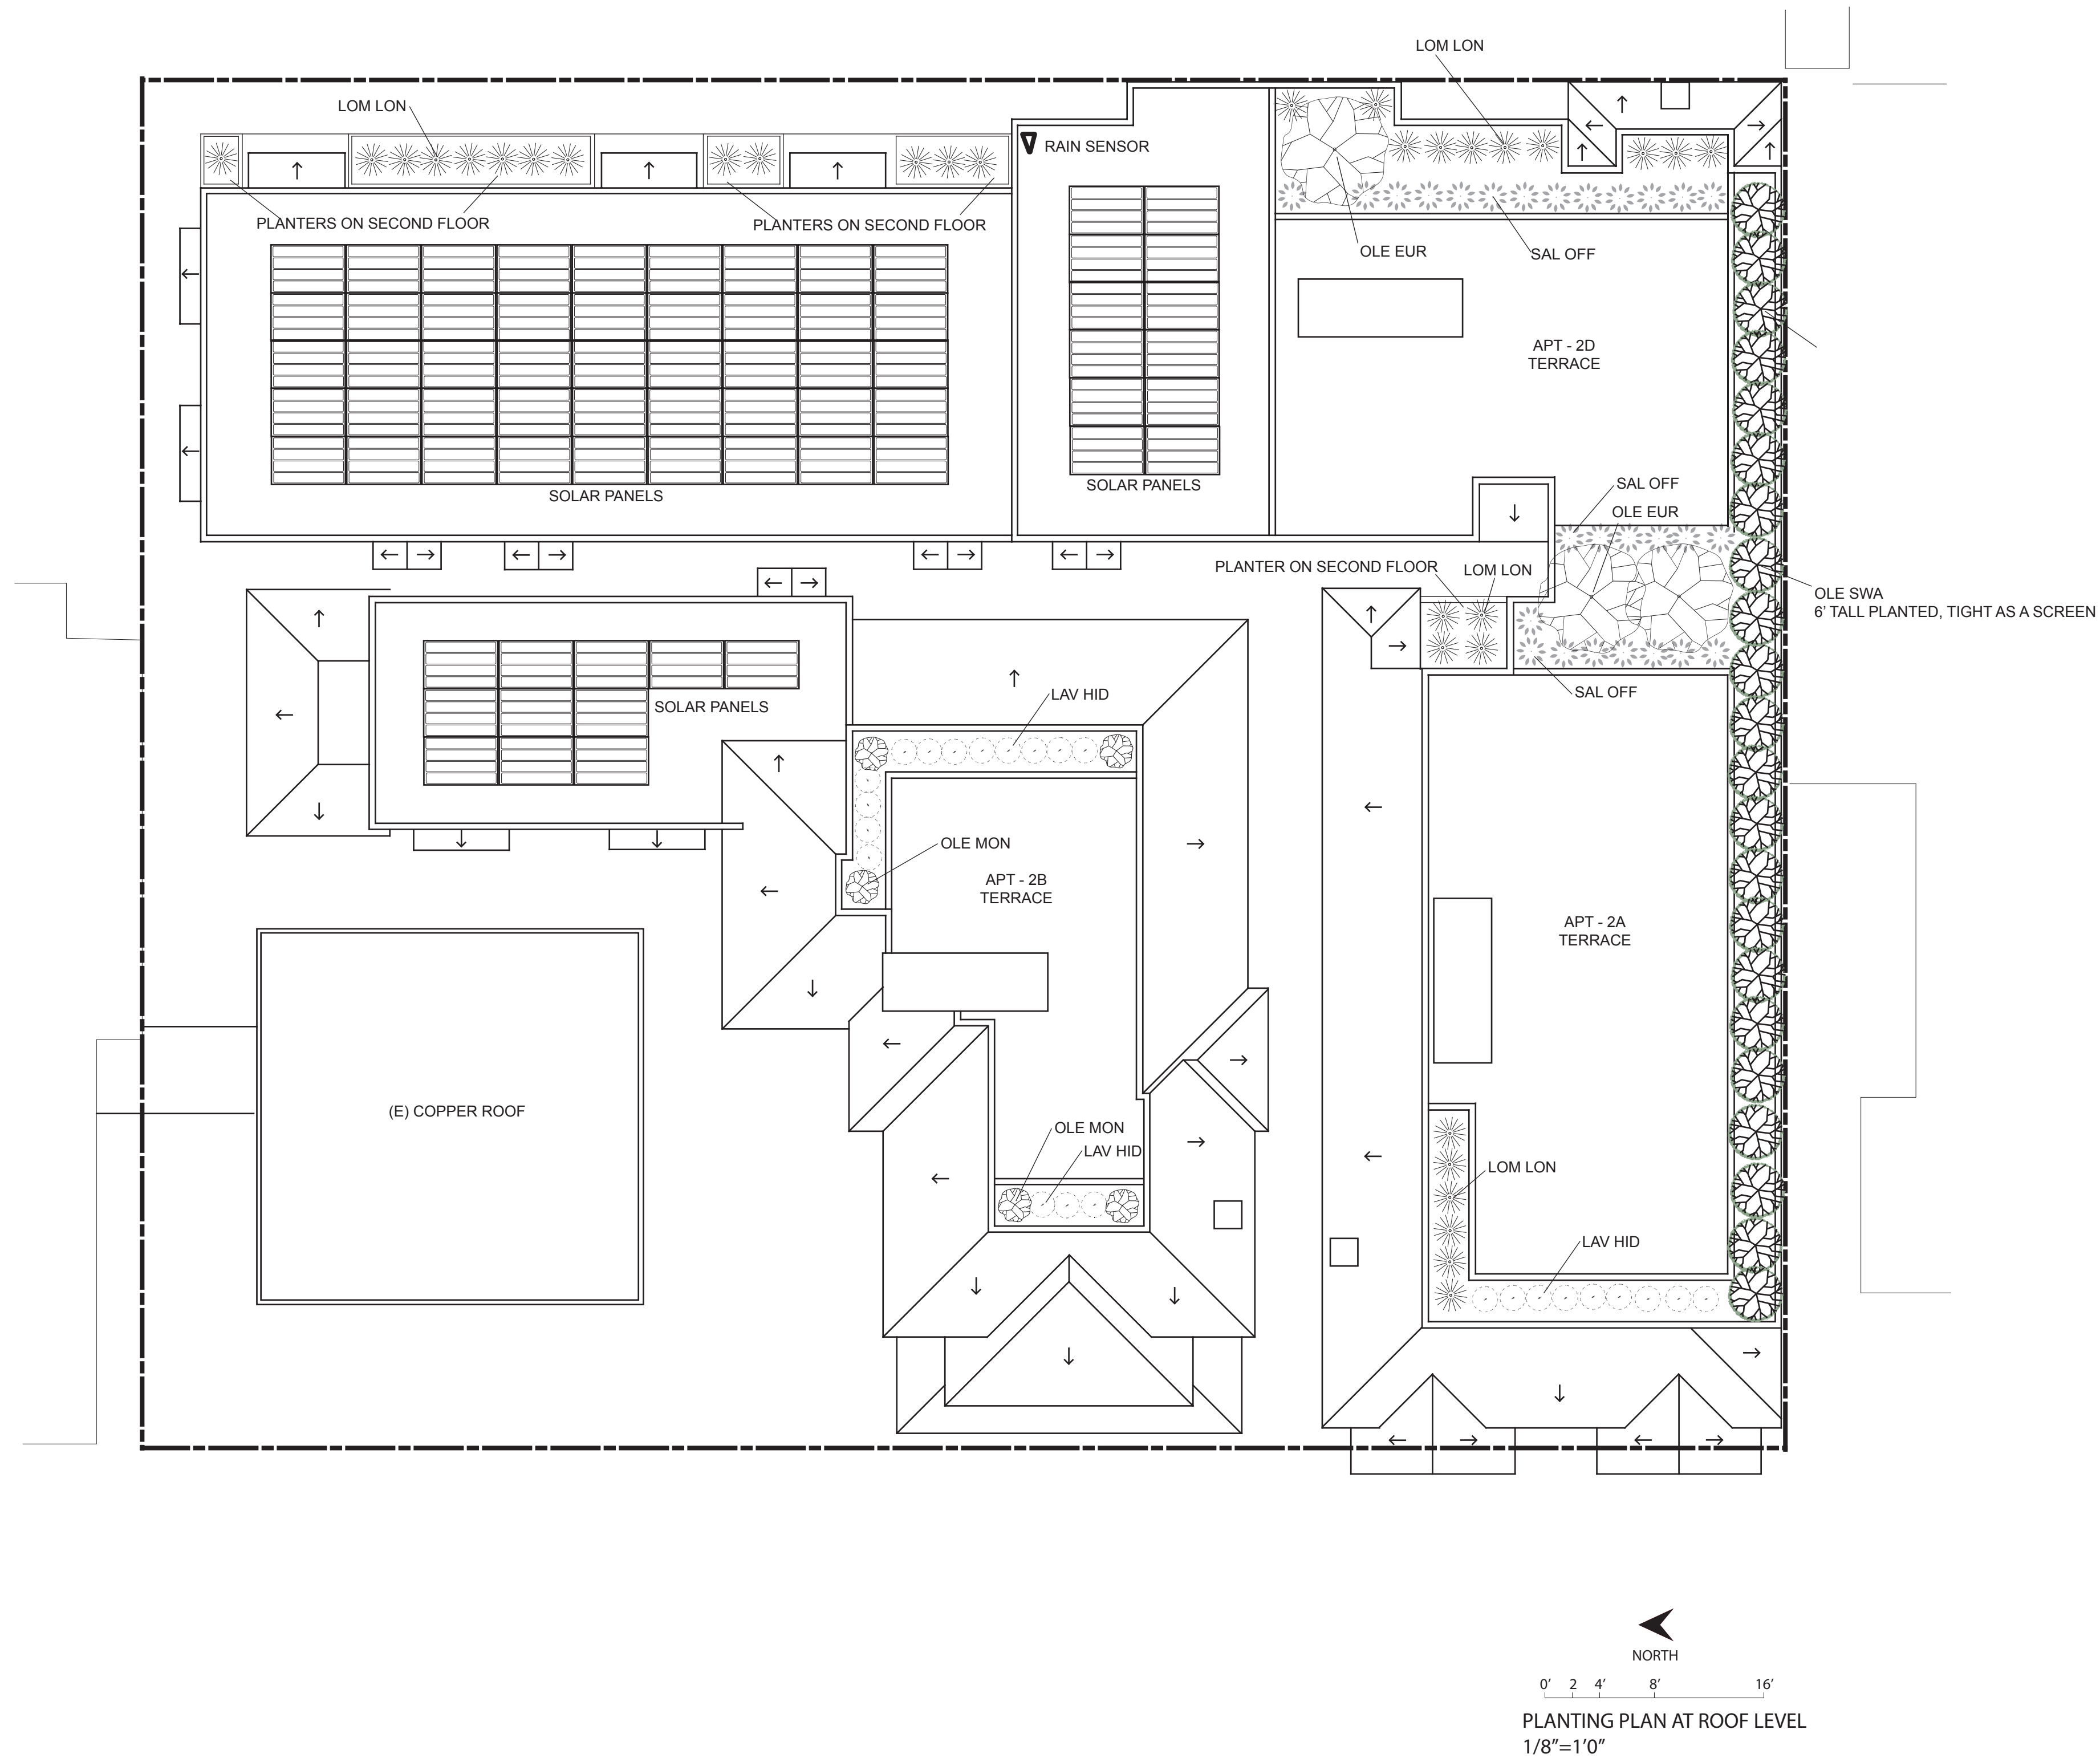 LOM LON
LOM LON
RAIN SENSOR
PLANTERS ON SECOND FLOOR
PLANTERS ON SECOND FLOOR
OLE EUR
SAL OFF
APT - 2D
TERRACE
SOLAR PANELS
SOLAR PANELS
SAL OFF
OLE EUR
PLANTER ON SECOND FLOOR
LOM LON
OLE SWA
6' TALL PLANTED, TIGHT AS A SCREEN
SAL OFF
LAV HID
SOLAR PANELS
OLE MON
APT - 2B
TERRACE
APT - 2A
TERRACE
(E) COPPER ROOF
OLE MON
LAV HID
LOM LON
LAV HID
NORTH
0' 2 4' 8' 16'
PLANTING PLAN AT ROOF LEVEL
1/8"=1'0"